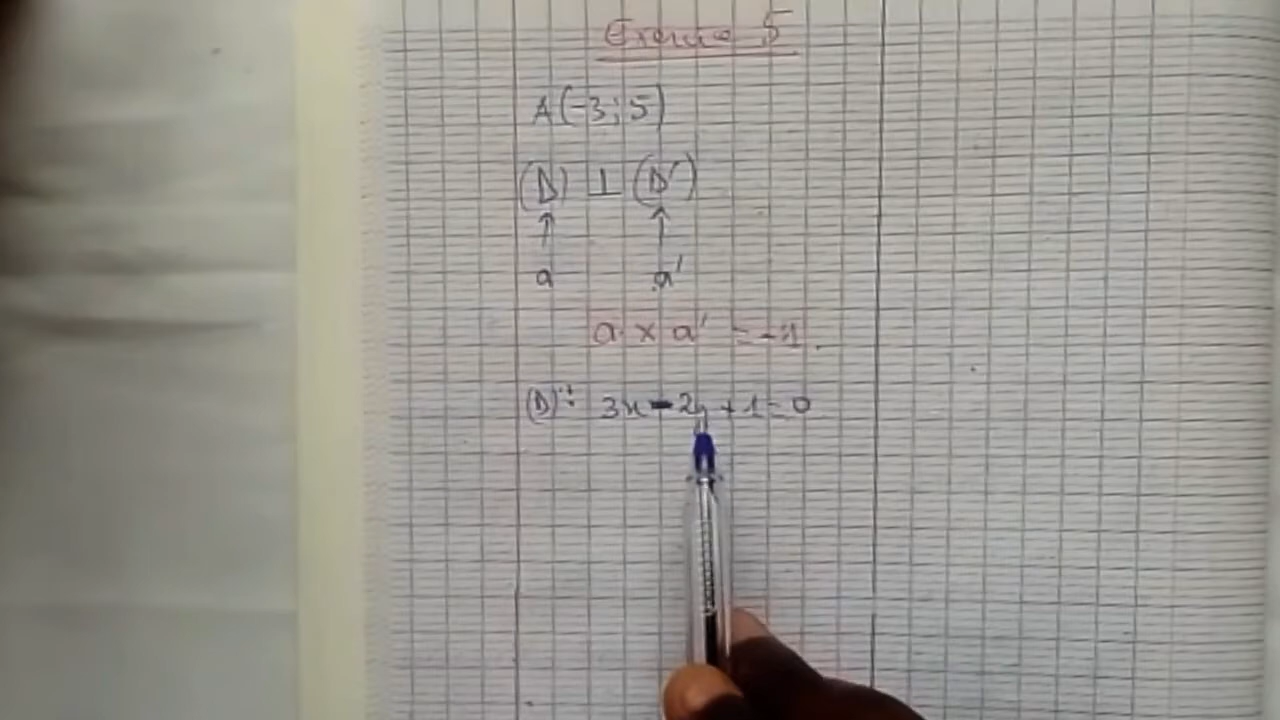 Exercice 5
A(-3; 5)
(D) ⊥ (D')
↑ ↑
a a'
a × a' = -1
(D): 3x - 2y + 1 = 0